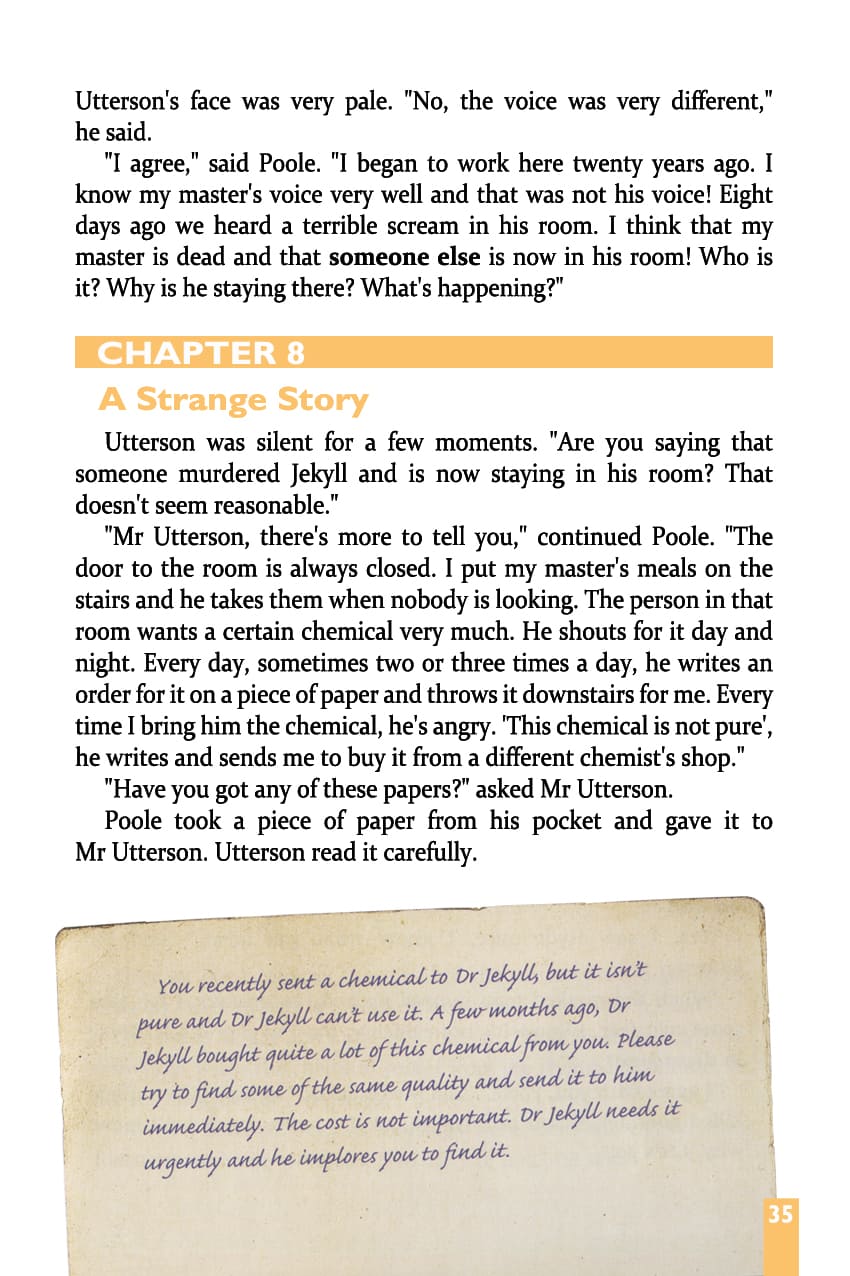 Utterson's face was very pale. "No, the voice was very different,"
he said.
"I agree," said Poole. "I began to work here twenty years ago. I
know my master's voice very well and that was not his voice! Eight
days ago we heard a terrible scream in his room. I think that my
master is dead and that someone else is now in his room! Who is
it? Why is he staying there? What's happening?"
CHAPTER 8
A Strange Story
Utterson was silent for a few moments. "Are you saying that
someone murdered Jekyll and is now staying in his room? That
doesn't seem reasonable."
"Mr Utterson, there's more to tell you," continued Poole. "The
door to the room is always closed. I put my master's meals on the
stairs and he takes them when nobody is looking. The person in that
room wants a certain chemical very much. He shouts for it day and
night. Every day, sometimes two or three times a day, he writes an
order for it on a piece of paper and throws it downstairs for me. Every
time I bring him the chemical, he's angry. 'This chemical is not pure',
he writes and sends me to buy it from a different chemist's shop."
"Have you got any of these papers?" asked Mr Utterson.
Poole took a piece of paper from his pocket and gave it to
Mr Utterson. Utterson read it carefully.
You recently sent a chemical to Dr Jekyll, but it isn't
pure and Dr Jekyll can't use it. A few months ago, Dr
Jekyll bought quite a lot of this chemical from you. Please
try to find some of the same quality and send it to him
immediately. The cost is not important. Dr Jekyll needs it
urgently and he implores you to find it.
35